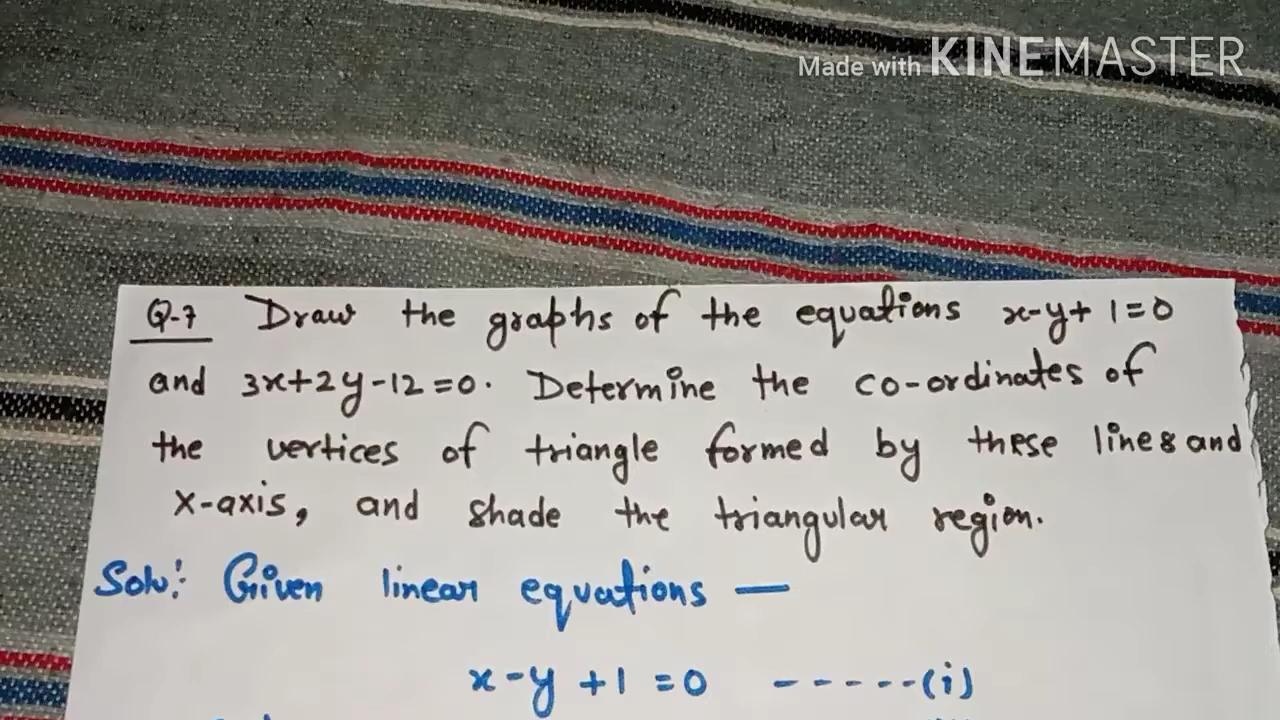 Made with KINEMASTER
Q-7 Draw the graphs of the equations x-y+1=0
and 3x+2y-12=0. Determine the co-ordinates of
the vertices of triangle formed by these lines and
X-axis, and shade the triangular region.
Soln: Given linear equations —
x-y+1=0 -----(i)